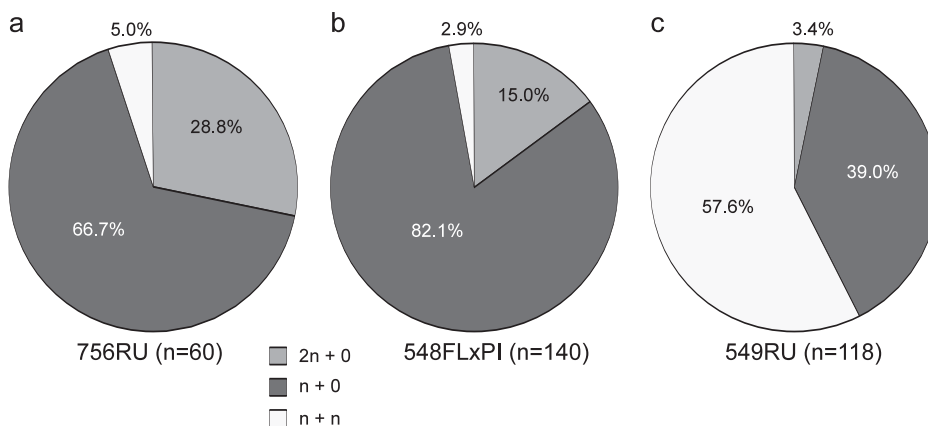 a
5.0%
28.8%
66.7%
756RU (n=60)
b
2.9%
15.0%
82.1%
548FLxPI (n=140)
c
3.4%
39.0%
57.6%
549RU (n=118)
2n + 0
n + 0
n + n